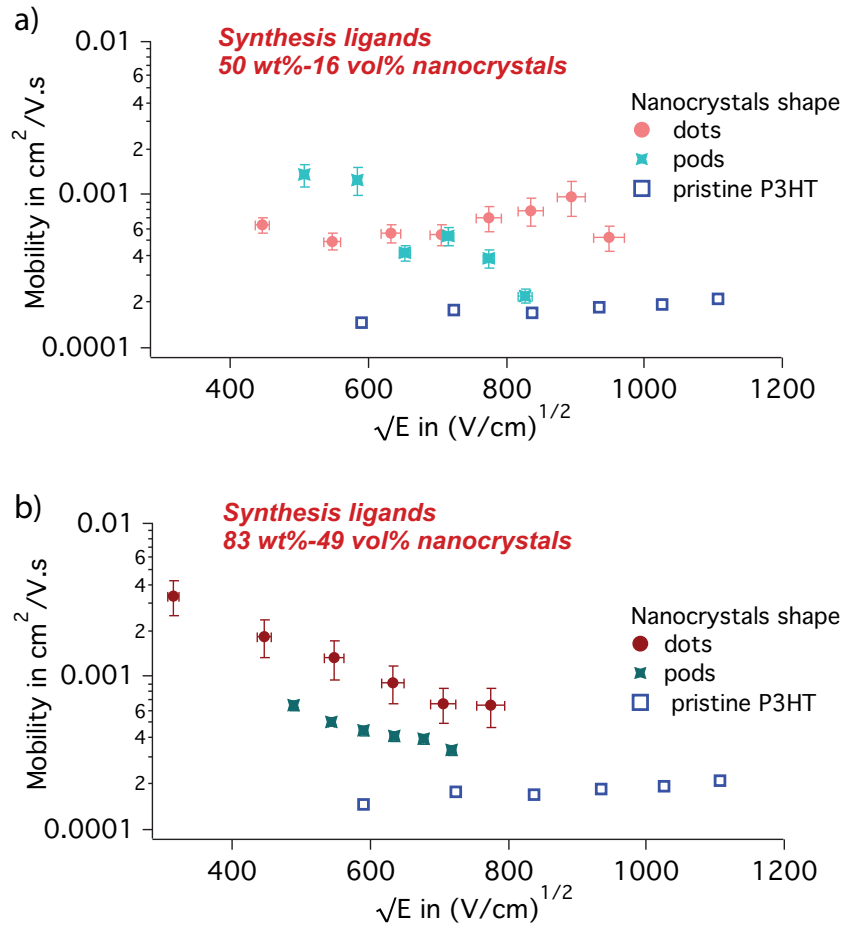 a)
Synthesis ligands
50 wt%-16 vol% nanocrystals
Nanocrystals shape
dots
pods
pristine P3HT
Mobility in cm² /V.s
0.01
4
2
0.001
6
4
2
0.0001
400 600 800 1000 1200
√E in (V/cm)^1/2
b)
Synthesis ligands
83 wt%-49 vol% nanocrystals
Nanocrystals shape
dots
pods
pristine P3HT
Mobility in cm² /V.s
0.01
6
4
2
0.001
6
4
2
0.0001
400 600 800 1000 1200
√E in (V/cm)^1/2